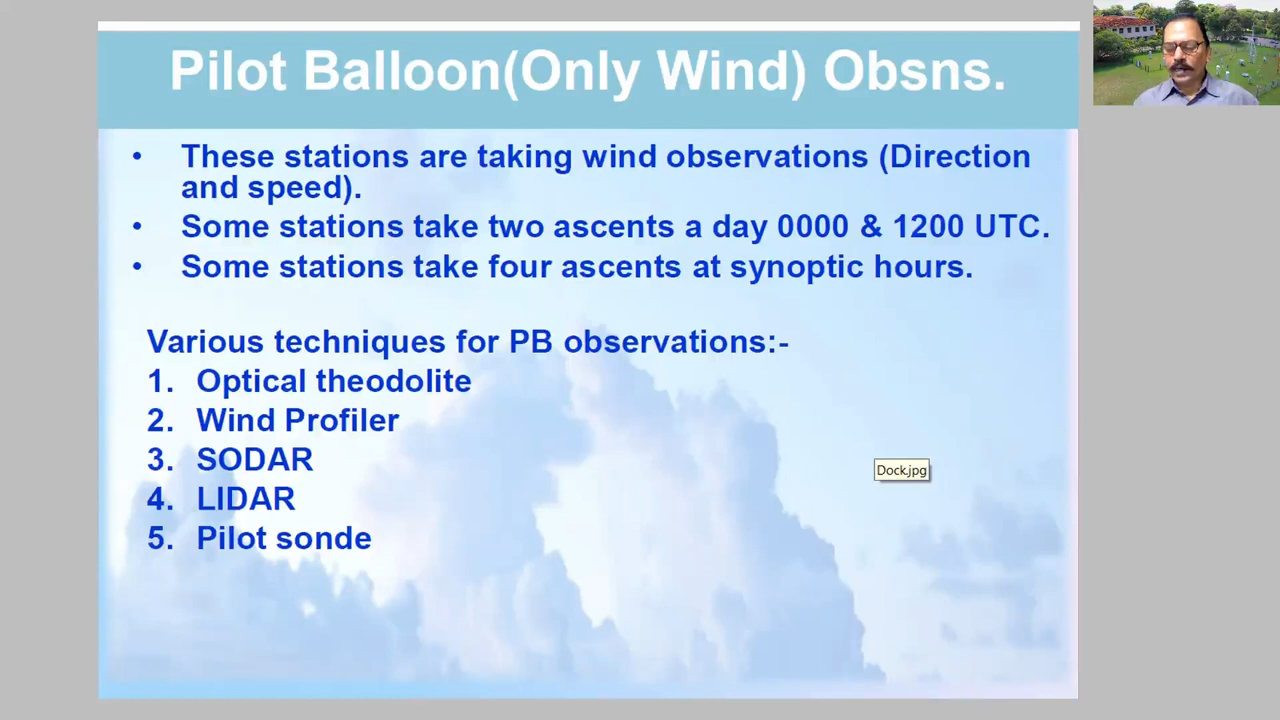 Pilot Balloon(Only Wind) Obsns.
• These stations are taking wind observations (Direction
and speed).
• Some stations take two ascents a day 0000 & 1200 UTC.
• Some stations take four ascents at synoptic hours.
Various techniques for PB observations:-
1. Optical theodolite
2. Wind Profiler
3. SODAR
4. LIDAR
5. Pilot sonde
Dock.jpg